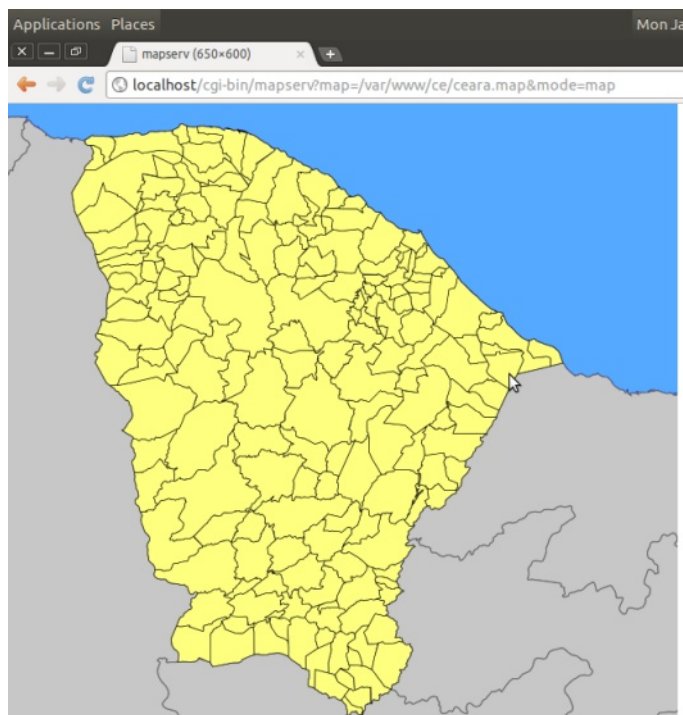 Applications Places Mon Ja
mapserv (650×600)
localhost/cgi-bin/mapserv?map=/var/www/ce/ceara.map&mode=map